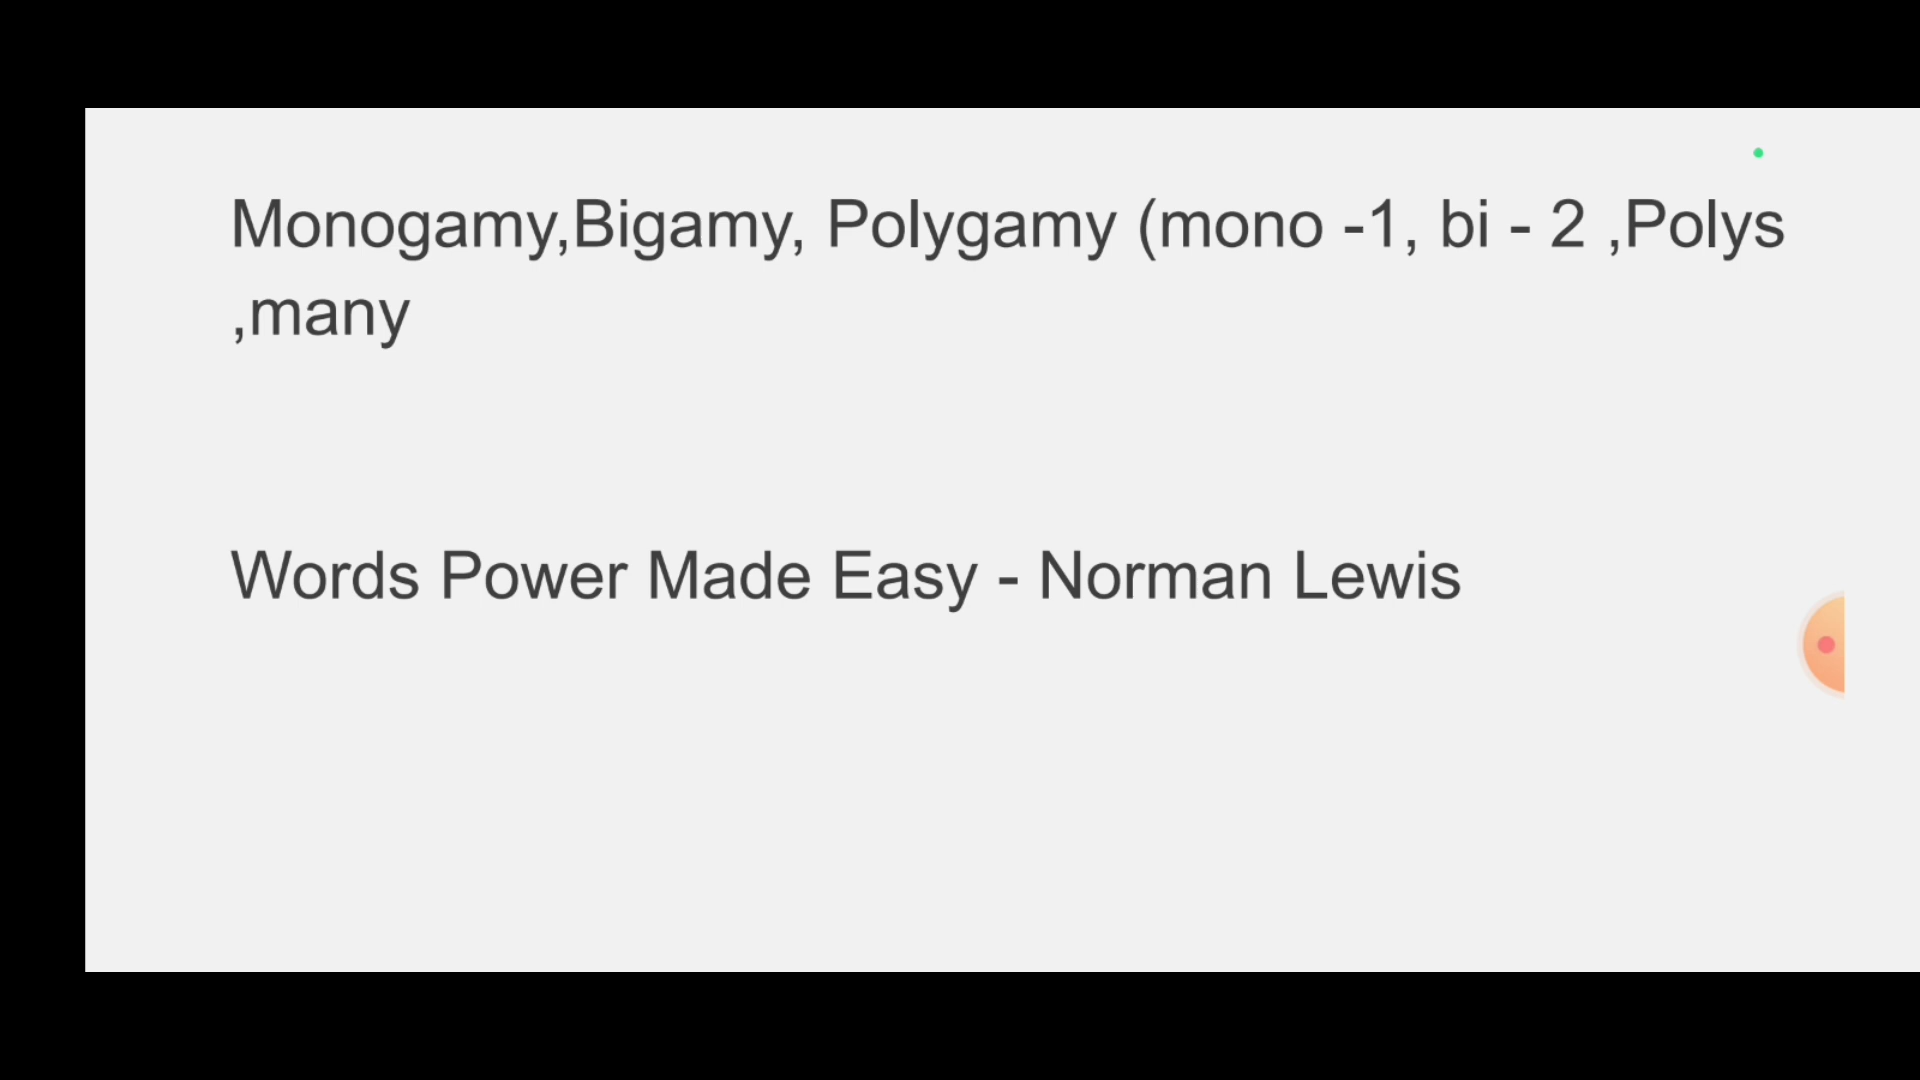 Monogamy,Bigamy, Polygamy (mono -1, bi - 2 ,Polys
,many
Words Power Made Easy - Norman Lewis